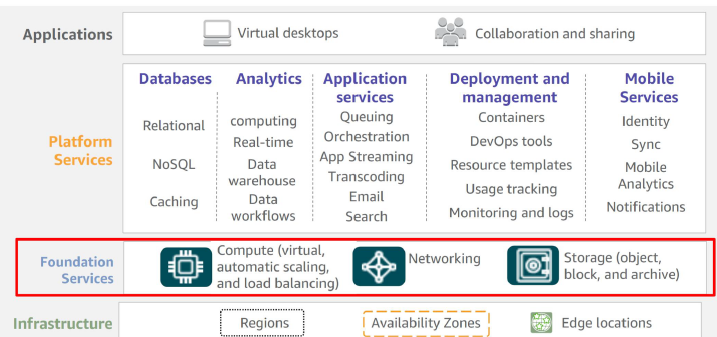 Applications
Virtual desktops
Collaboration and sharing
Platform
Services
Databases
Relational
NoSQL
Caching
Analytics
computing
Real-time
Data
warehouse
Data
workflows
Application
services
Queuing
Orchestration
App Streaming
Transcoding
Email
Search
Deployment and
management
Containers
DevOps tools
Resource templates
Usage tracking
Monitoring and logs
Mobile
Services
Identity
Sync
Mobile
Analytics
Notifications
Foundation
Services
Compute (virtual,
automatic scaling,
and load balancing)
Networking
Storage (object,
block, and archive)
Infrastructure
Regions
Availability Zones
Edge locations